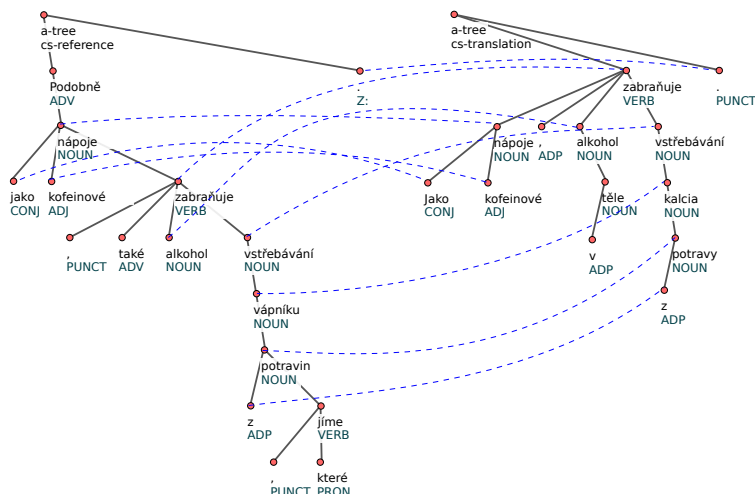 a-tree
cs-reference
a-tree
cs-translation
Podobně
ADV
.
Z:
zabraňuje
VERB
.
PUNCT
nápoje
NOUN
nápoje
NOUN
,
ADP
alkohol
NOUN
vstřebávání
NOUN
jako
CONJ
kofeinové
ADJ
zabraňuje
VERB
Jako
CONJ
kofeinové
ADJ
těle
NOUN
kalcia
NOUN
,
PUNCT
také
ADV
alkohol
NOUN
vstřebávání
NOUN
v
ADP
potravy
NOUN
vápníku
NOUN
z
ADP
potravin
NOUN
z
ADP
jíme
VERB
,
PUNCT
které
PRON